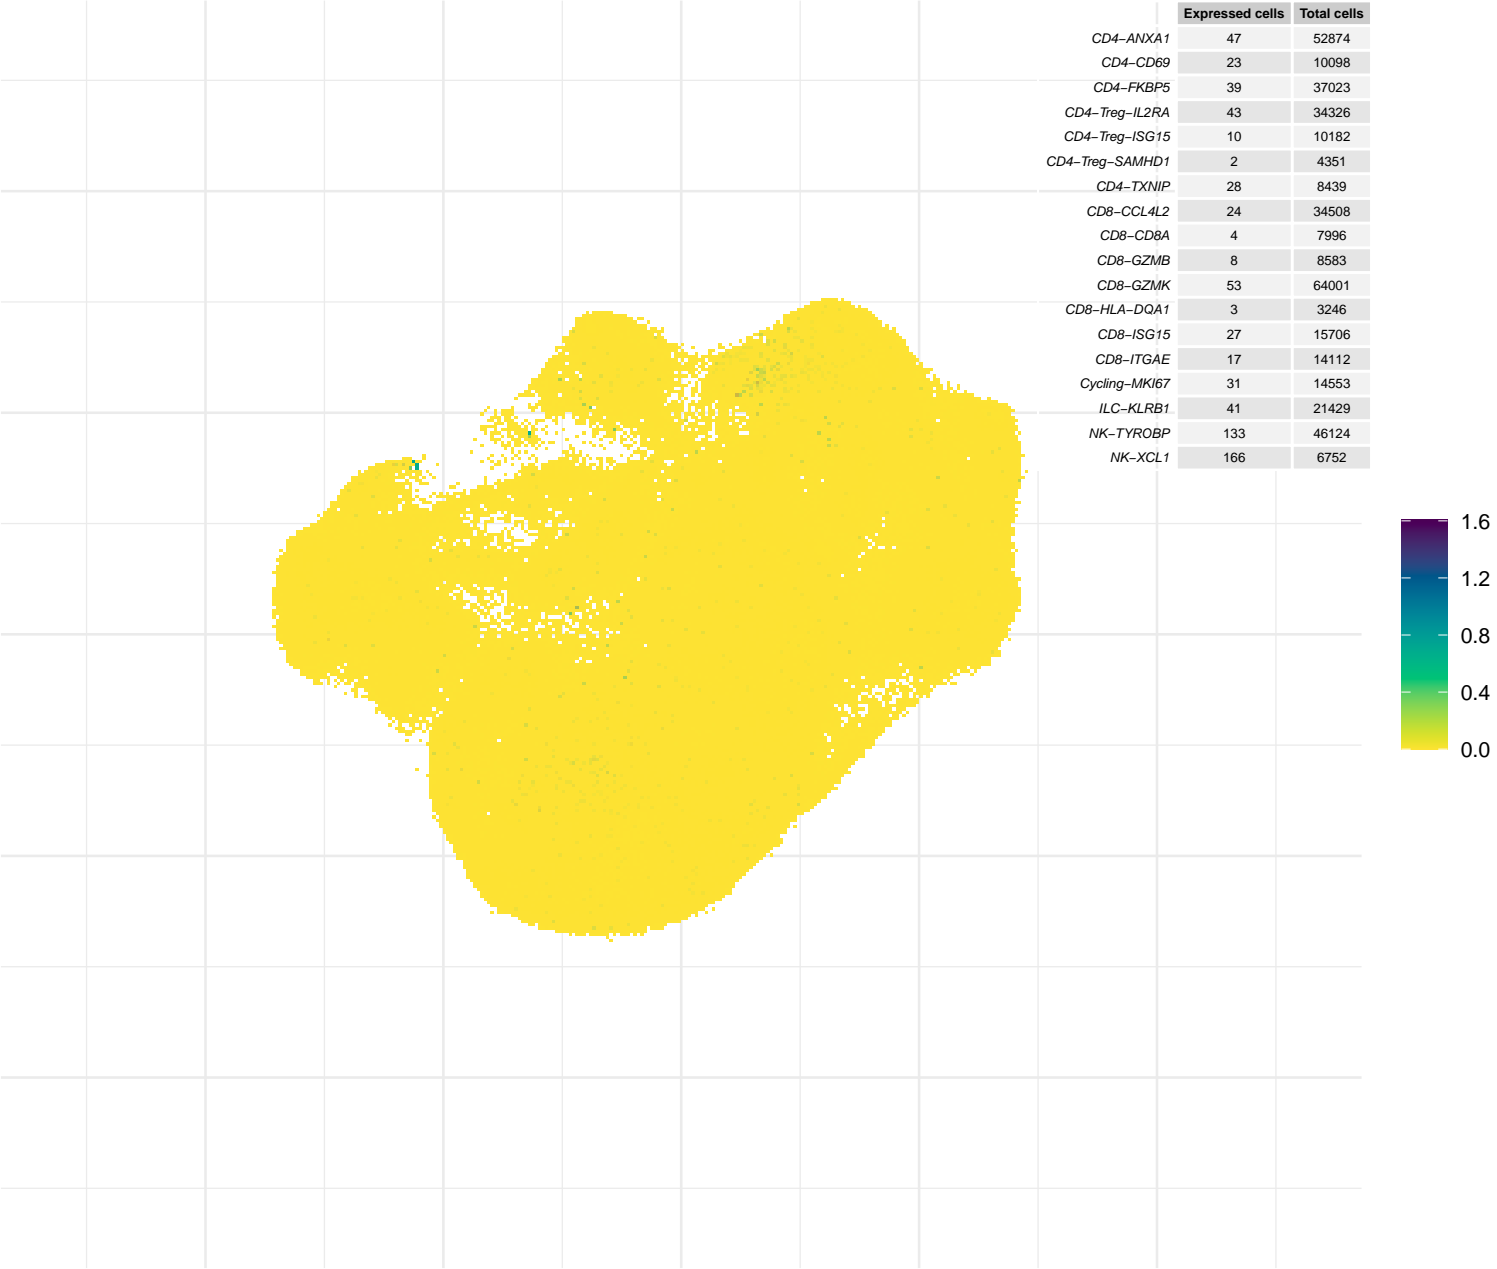 Expressed cells Total cells
CD4−ANXA1 47 52874
CD4−CD69 23 10098
CD4−FKBP5 39 37023
CD4−Treg−IL2RA 43 34326
CD4−Treg−ISG15 10 10182
CD4−Treg−SAMHD1 2 4351
CD4−TXNIP 28 8439
CD8−CCL4L2 24 34508
CD8−CD8A 4 7996
CD8−GZMB 8 8583
CD8−GZMK 53 64001
CD8−HLA−DQA1 3 3246
CD8−ISG15 27 15706
CD8−ITGAE 17 14112
Cycling−MKI67 31 14553
ILC−KLRB1 41 21429
NK−TYROBP 133 46124
NK−XCL1 166 6752
1.6
1.2
0.8
0.4
0.0